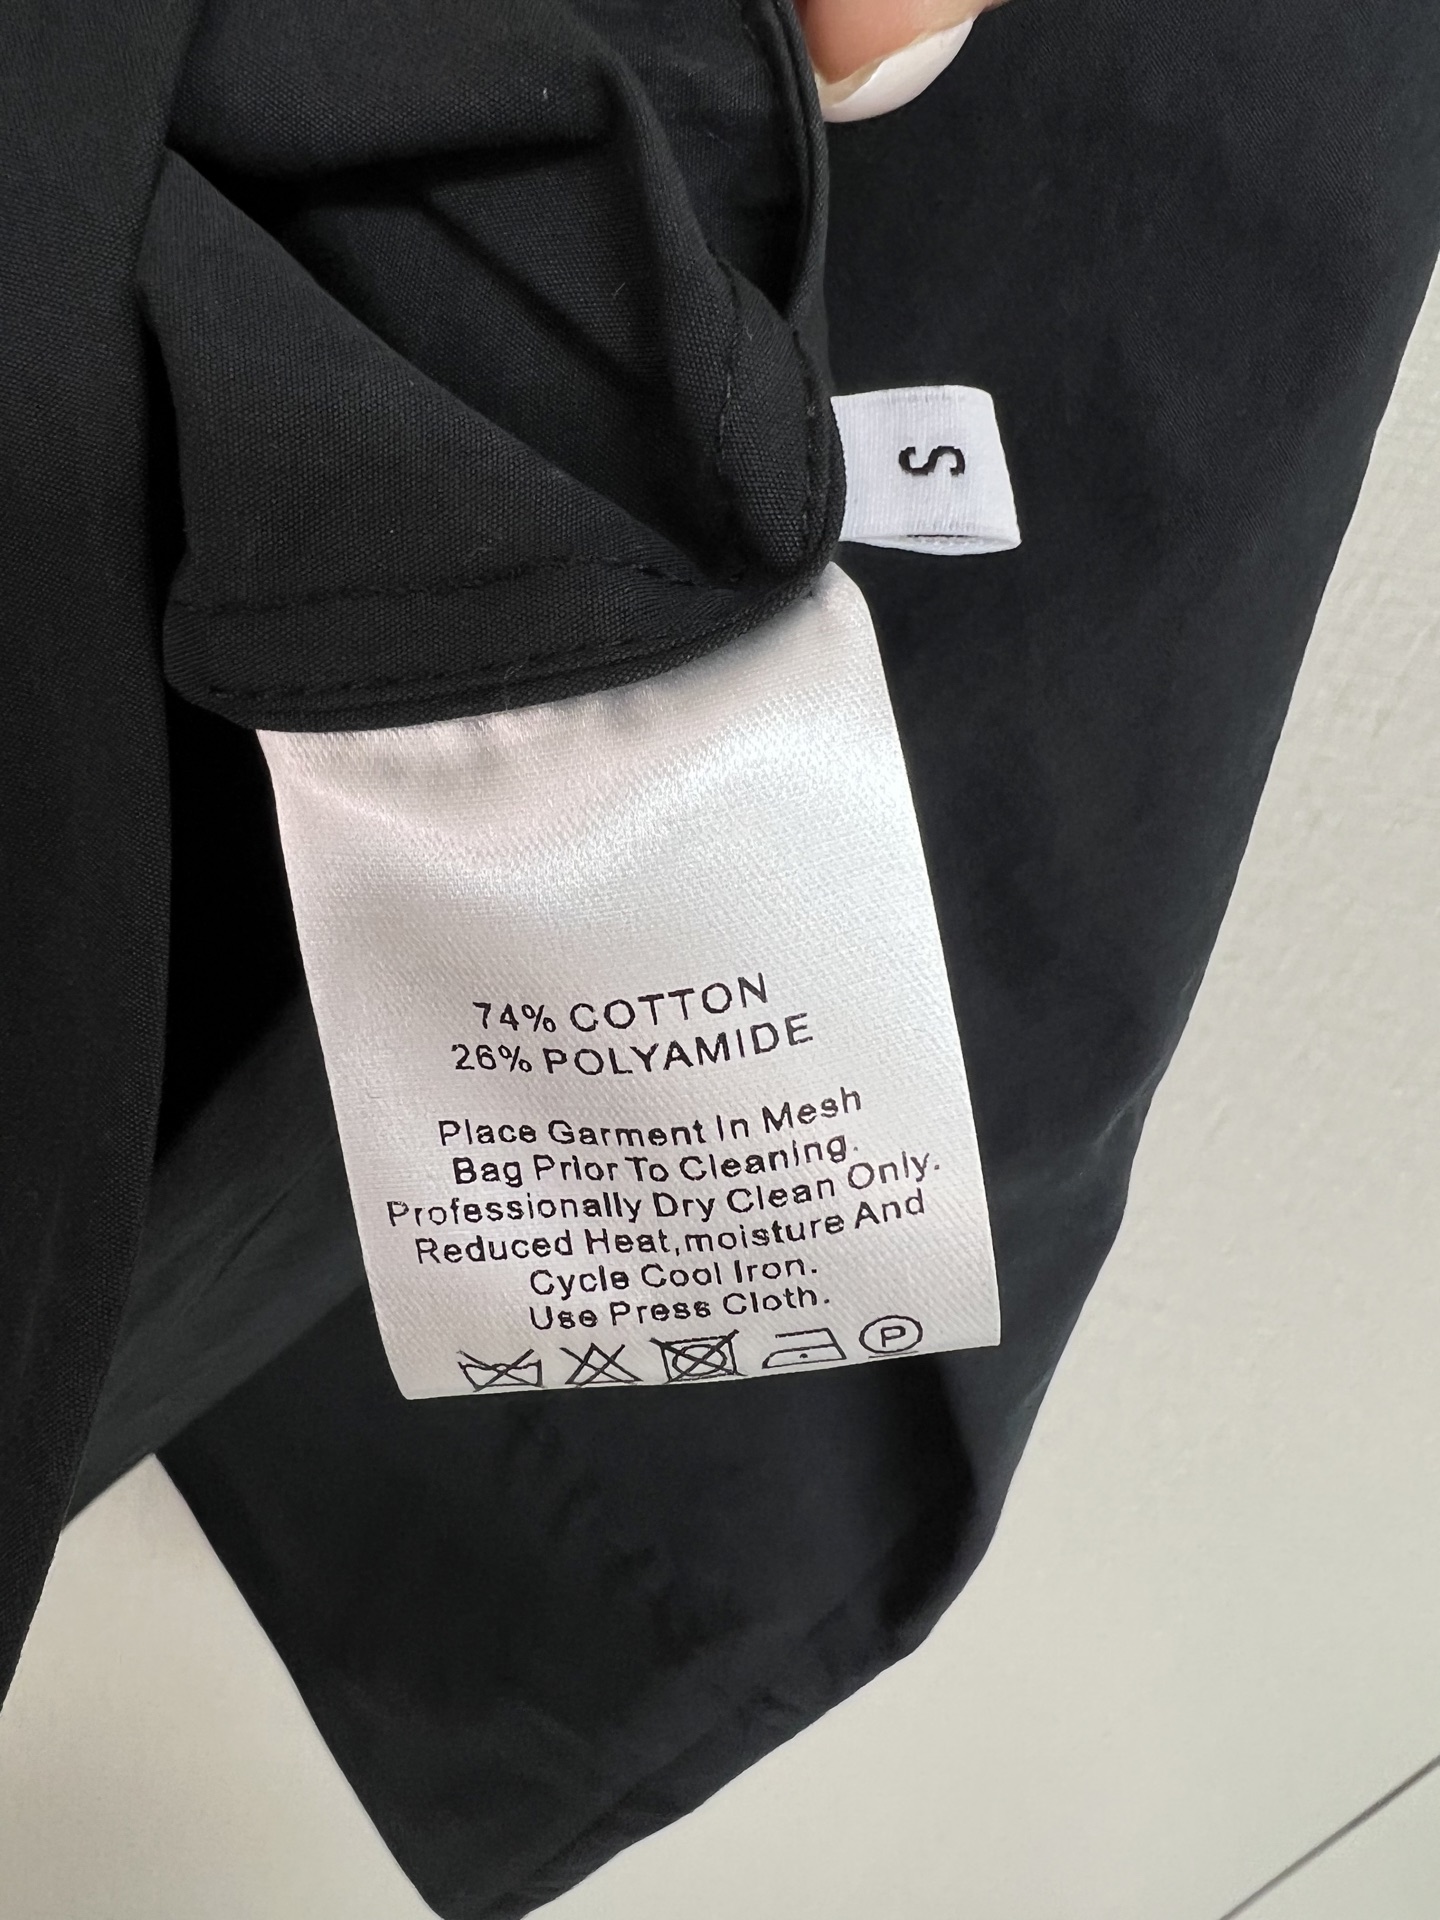 S
74% COTTON
26% POLYAMIDE
Place Garment In Mesh
Bag Prior To Cleaning.
Professionally Dry Clean Only.
Reduced Heat,moisture And
Cycle Cool Iron.
Use Press Cloth.
P